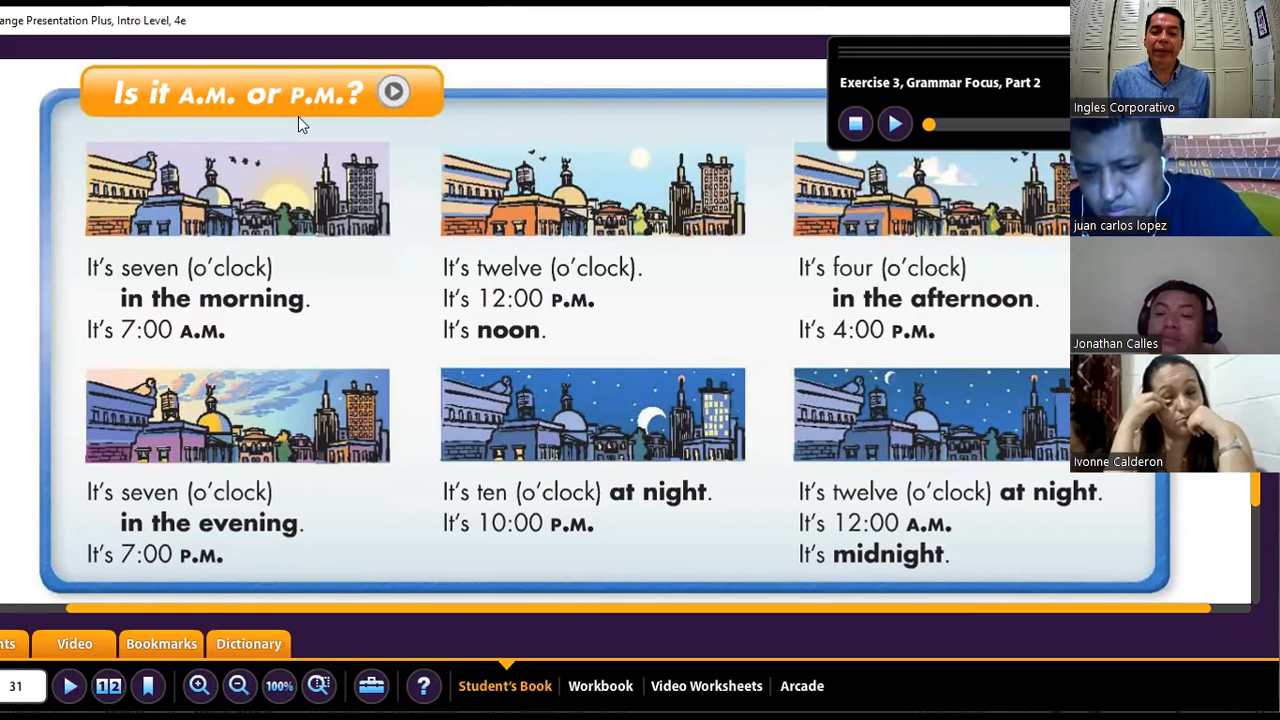 ange Presentation Plus, Intro Level, 4e
Is it A.M. or P.M.?
Exercise 3, Grammar Focus, Part 2
It's seven (o'clock)
in the morning.
It's 7:00 A.M.
It's twelve (o'clock).
It's 12:00 P.M.
It's noon.
It's four (o'clock)
in the afternoon.
It's 4:00 P.M.
It's seven (o'clock)
in the evening.
It's 7:00 P.M.
It's ten (o'clock) at night.
It's 10:00 P.M.
It's twelve (o'clock) at night.
It's 12:00 A.M.
It's midnight.
Ingles Corporativo
juan carlos lopez
Jonathan Calles
Ivonne Calderon
nts Video Bookmarks Dictionary
31 1 2 100% ? Student's Book Workbook Video Worksheets Arcade